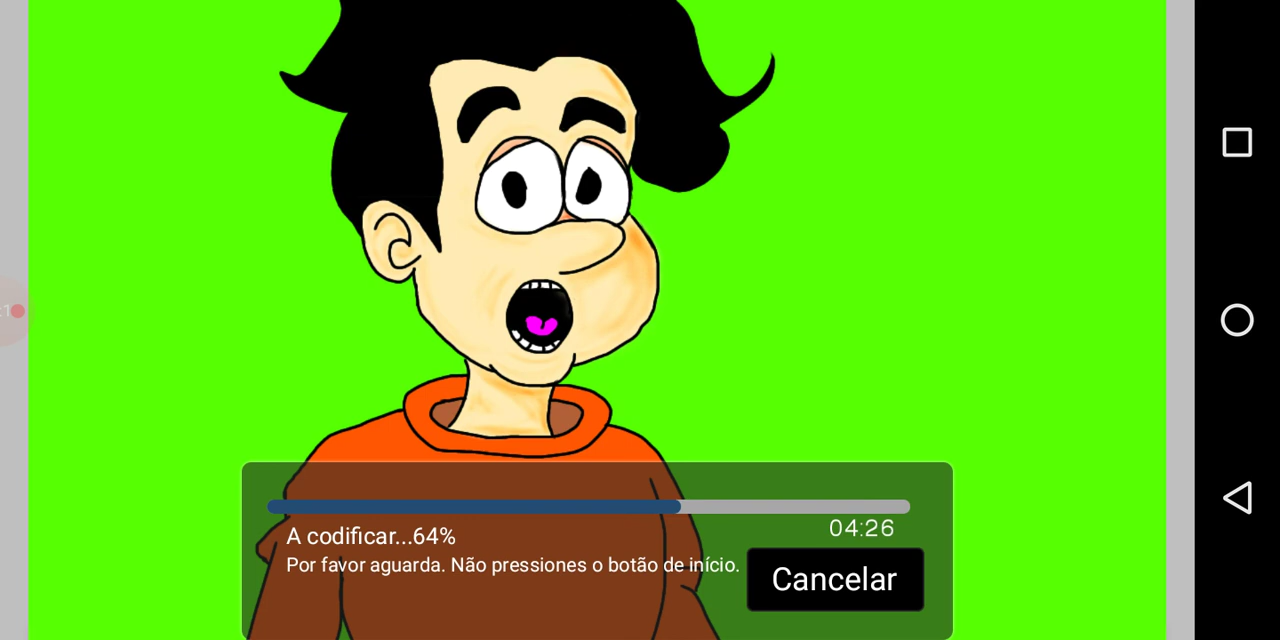 A codificar...64%
04:26
Por favor aguarda. Não pressiones o botão de início.
Cancelar